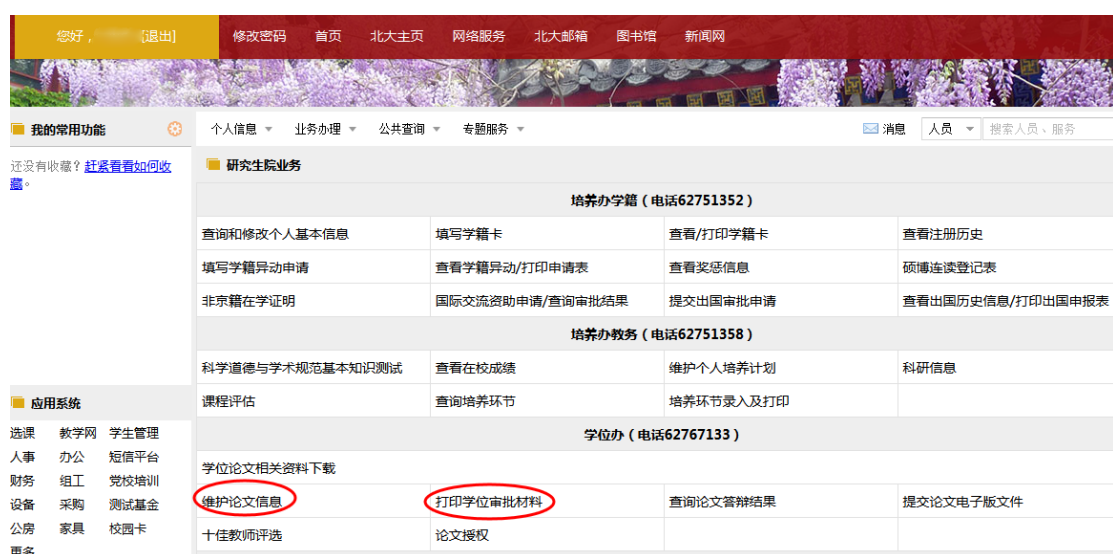 您好， [退出] 修改密码 首页 北大主页 网络服务 北大邮箱 图书馆 新闻网
我的常用功能
个人信息 业务办理 公共查询 专题服务 消息 人员 搜索人员、服务
还没有收藏？赶紧看看如何收
藏。
研究生院业务
培养办学籍（电话62751352）
查询和修改个人基本信息 填写学籍卡 查看/打印学籍卡 查看注册历史
填写学籍异动申请 查看学籍异动/打印申请表 查看奖惩信息 硕博连读登记表
非京籍在学证明 国际交流资助申请/查询审批结果 提交出国审批申请 查看出国历史信息/打印出国申报表
培养办教务（电话62751358）
科学道德与学术规范基本知识测试 查看在校成绩 维护个人培养计划 科研信息
课程评估 查询培养环节 培养环节录入及打印
学位办（电话62767133）
学位论文相关资料下载
维护论文信息 打印学位审批材料 查询论文答辩结果 提交论文电子版文件
十佳教师评选 论文授权
应用系统
选课 教学网 学生管理
人事 办公 短信平台
财务 组工 党校培训
设备 采购 测试基金
公房 家具 校园卡
更多